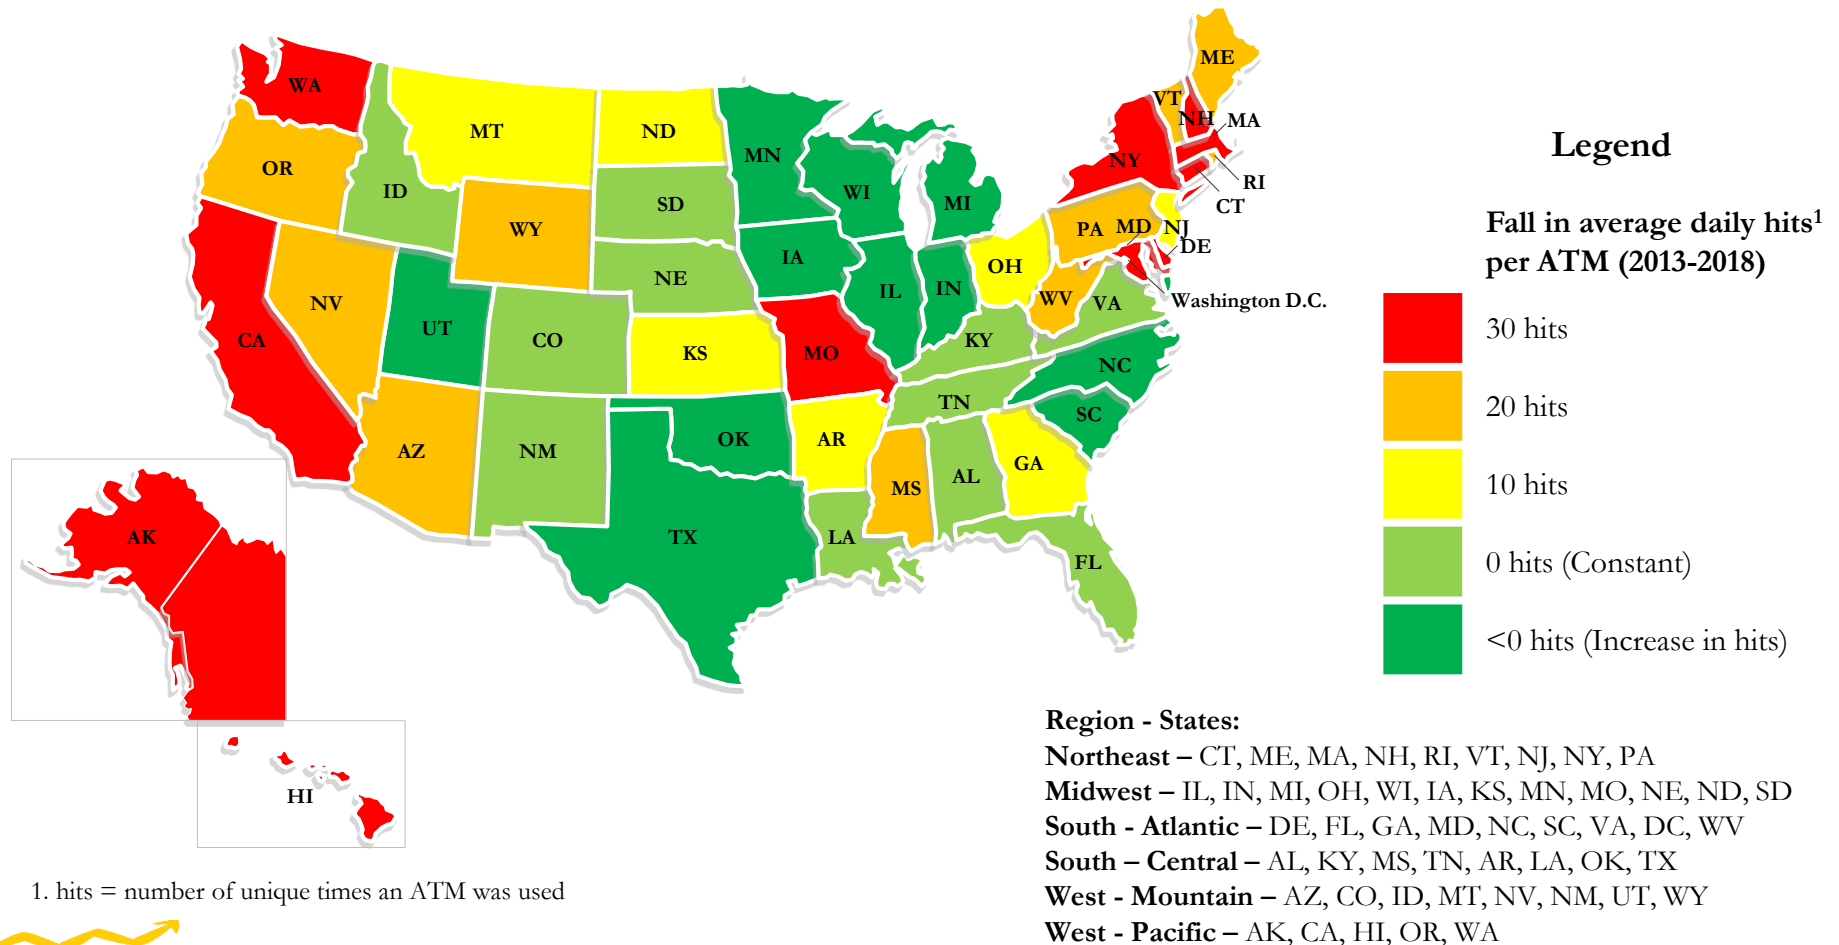 ME
WA
VT
NH
MA
MT
ND
MN
NY
OR
WI
RI
ID
SD
MI
CT
WY
PA
MD
NJ
DE
IA
NE
OH
IL
IN
WV
VA
Washington D.C.
NV
UT
CO
KS
MO
KY
CA
NC
TN
SC
AZ
NM
OK
AR
GA
MS
AL
TX
LA
AK
FL
HI
Legend
Fall in average daily hits1
per ATM (2013-2018)
30 hits
20 hits
10 hits
0 hits (Constant)
<0 hits (Increase in hits)
Region - States:
Northeast – CT, ME, MA, NH, RI, VT, NJ, NY, PA
Midwest – IL, IN, MI, OH, WI, IA, KS, MN, MO, NE, ND, SD
South - Atlantic – DE, FL, GA, MD, NC, SC, VA, DC, WV
South – Central – AL, KY, MS, TN, AR, LA, OK, TX
West - Mountain – AZ, CO, ID, MT, NV, NM, UT, WY
West - Pacific – AK, CA, HI, OR, WA
1. hits = number of unique times an ATM was used